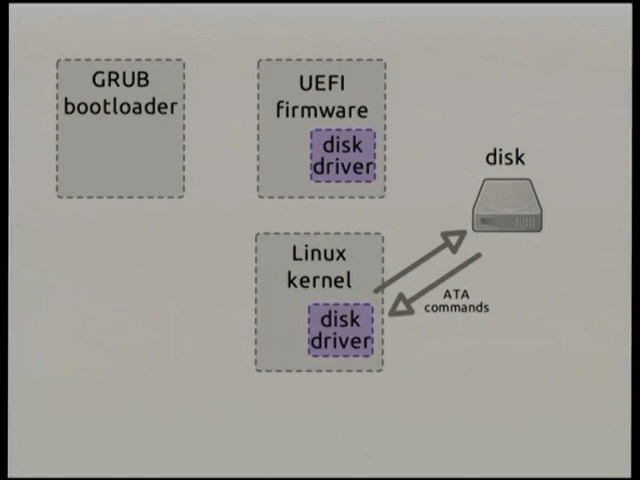 GRUB
bootloader
UEFI
firmware
disk
driver
disk
Linux
kernel
disk
driver
ATA
commands